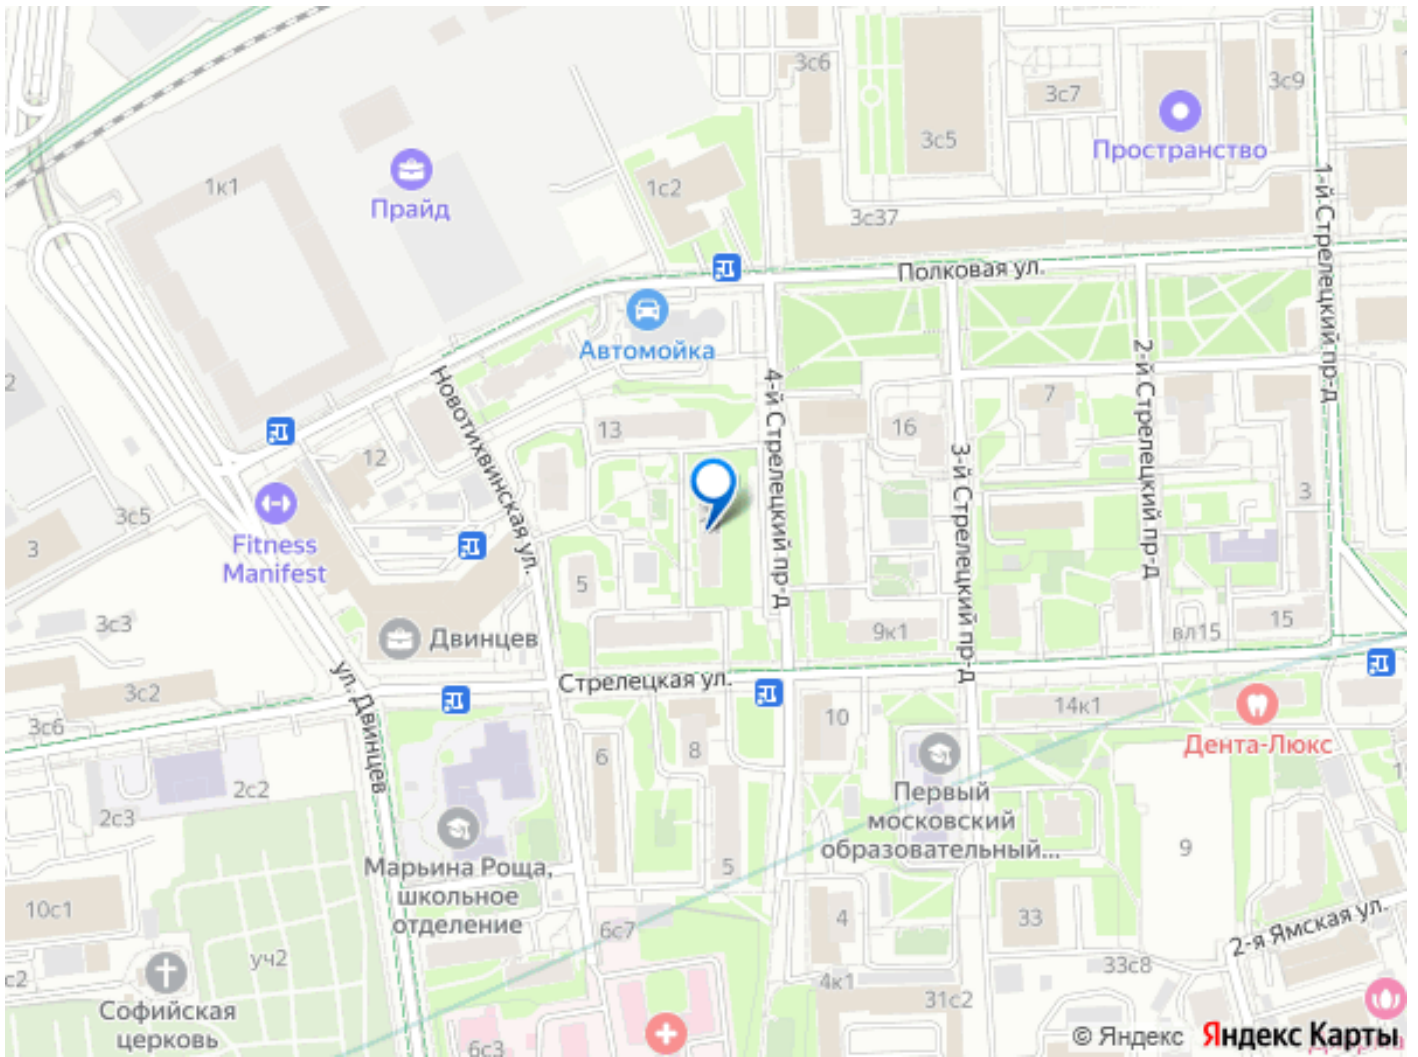 3с6
3с7
3с9
3с5
Пространство
1к1
Прайд
1с2
3с37
1-й Стрелецкий пр-д
Полковая ул.
Автомойка
2-й Стрелецкий пр-д
Новотихвинская ул.
4-й Стрелецкий пр-д
7
2
13
16
3-й Стрелецкий пр-д
12
3
3с5
3
Fitness
Manifest
5
3с3
Двинцев
9к1
вл15
15
ул. Двинцев
Стрелецкая ул.
3с2
3с6
10
14к1
8
6
Дента-Люкс
2с2
2с3
Первый
московский
образовательный...
Марьина Роща,
школьное
отделение
5
9
10с1
4
33
2-я Ямская ул.
6с7
уч2
33с8
с2
4к1
31с2
Софийская
церковь
6с3
© Яндекс Яндекс Карты